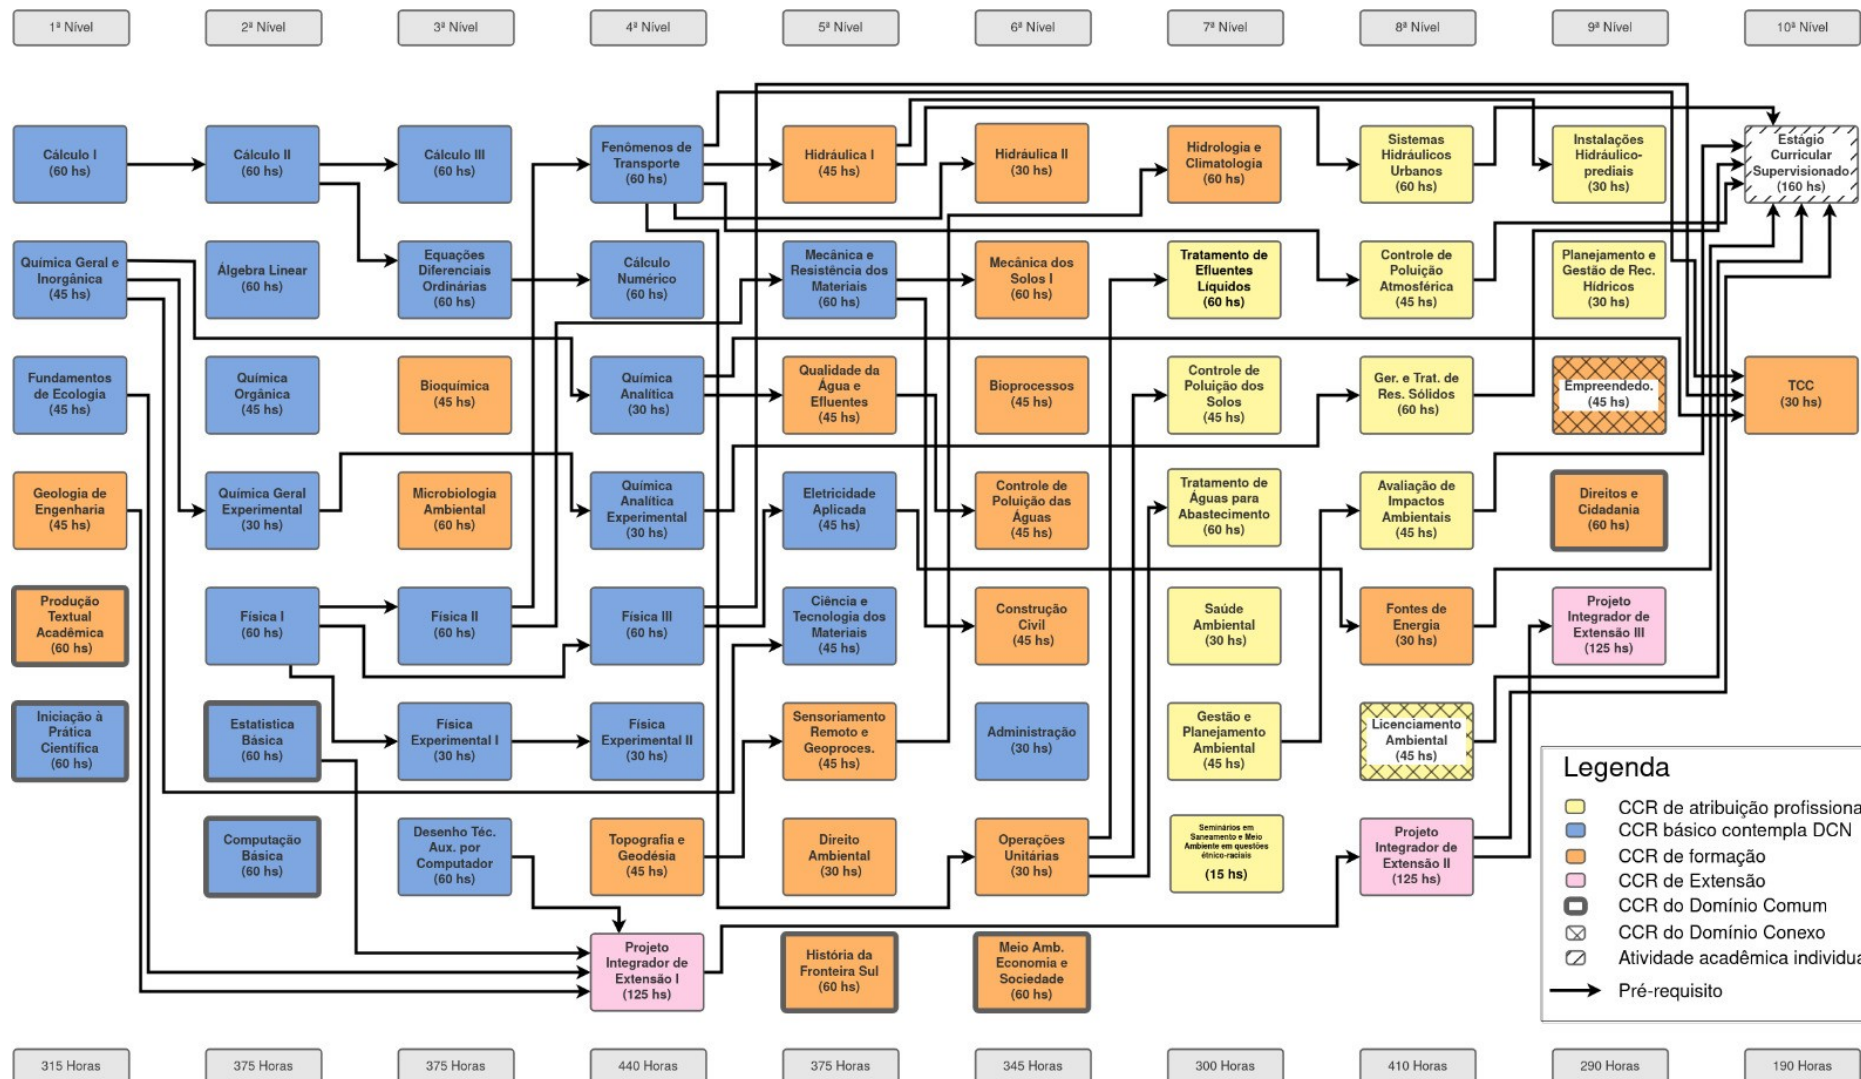 1ª Nível
2ª Nível
3ª Nível
4ª Nível
5ª Nível
6ª Nível
7ª Nível
8ª Nível
9ª Nível
10ª Nível
Cálculo I
(60 hs)
Cálculo II
(60 hs)
Cálculo III
(60 hs)
Fenômenos de
Transporte
(60 hs)
Hidráulica I
(45 hs)
Hidráulica II
(30 hs)
Hidrologia e
Climatologia
(60 hs)
Sistemas
Hidráulicos
Urbanos
(60 hs)
Instalações
Hidráulico-
prediais
(30 hs)
Estágio
Curricular
Supervisionado
(160 hs)
Química Geral e
Inorgânica
(45 hs)
Álgebra Linear
(60 hs)
Equações
Diferenciais
Ordinárias
(60 hs)
Cálculo
Numérico
(60 hs)
Mecânica e
Resistência dos
Materiais
(60 hs)
Mecânica dos
Solos I
(60 hs)
Tratamento de
Efluentes
Líquidos
(60 hs)
Controle de
Poluição
Atmosférica
(45 hs)
Planejamento e
Gestão de Rec.
Hídricos
(30 hs)
Fundamentos
de Ecologia
(45 hs)
Química
Orgânica
(45 hs)
Bioquímica
(45 hs)
Química
Analítica
(30 hs)
Qualidade da
Água e
Efluentes
(45 hs)
Bioprocessos
(45 hs)
Controle de
Poluição dos
Solos
(45 hs)
Ger. e Trat. de
Res. Sólidos
(60 hs)
Empreendedo.
(45 hs)
TCC
(30 hs)
Geologia de
Engenharia
(45 hs)
Química Geral
Experimental
(30 hs)
Microbiologia
Ambiental
(60 hs)
Química
Analítica
Experimental
(30 hs)
Eletricidade
Aplicada
(45 hs)
Controle de
Poluição das
Águas
(45 hs)
Tratamento de
Águas para
Abastecimento
(60 hs)
Avaliação de
Impactos
Ambientais
(45 hs)
Direitos e
Cidadania
(60 hs)
Produção
Textual
Acadêmica
(60 hs)
Física I
(60 hs)
Física II
(60 hs)
Física III
(60 hs)
Ciência e
Tecnologia dos
Materiais
(45 hs)
Construção
Civil
(45 hs)
Saúde
Ambiental
(30 hs)
Fontes de
Energia
(30 hs)
Projeto
Integrador de
Extensão III
(125 hs)
Iniciação à
Prática
Científica
(60 hs)
Estatistica
Básica
(60 hs)
Física
Experimental I
(30 hs)
Física
Experimental II
(30 hs)
Sensoriamento
Remoto e
Geoproces.
(45 hs)
Administração
(30 hs)
Gestão e
Planejamento
Ambiental
(45 hs)
Licenciamento
Ambiental
(45 hs)
Computação
Básica
(60 hs)
Desenho Téc.
Aux. por
Computador
(60 hs)
Topografia e
Geodésia
(45 hs)
Direito
Ambiental
(30 hs)
Operações
Unitárias
(30 hs)
Seminários em
Saneamento e Meio
Ambiente em questões
étnico-raciais
(15 hs)
Projeto
Integrador de
Extensão II
(125 hs)
Projeto
Integrador de
Extensão I
(125 hs)
História da
Fronteira Sul
(60 hs)
Meio Amb.
Economia e
Sociedade
(60 hs)
Legenda
CCR de atribuição profissiona
CCR básico contempla DCN
CCR de formação
CCR de Extensão
CCR do Domínio Comum
CCR do Domínio Conexo
Atividade acadêmica individua
Pré-requisito
315 Horas
375 Horas
375 Horas
440 Horas
375 Horas
345 Horas
300 Horas
410 Horas
290 Horas
190 Horas